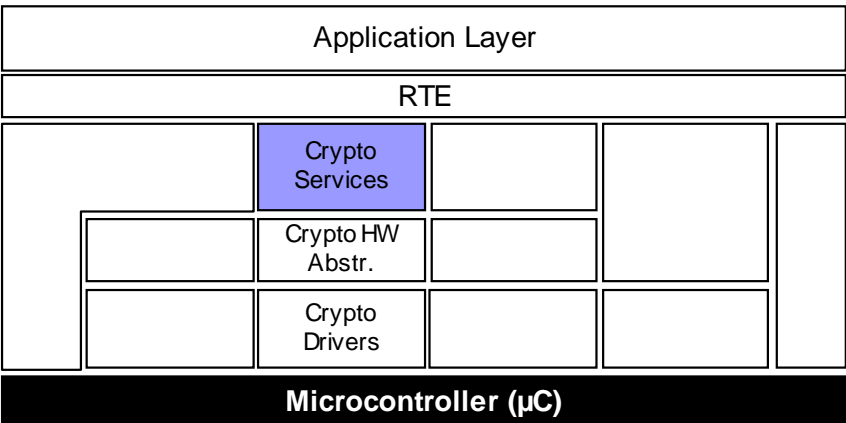 Application Layer
RTE
Crypto
Services
Crypto HW
Abstr.
Crypto
Drivers
Microcontroller (µC)